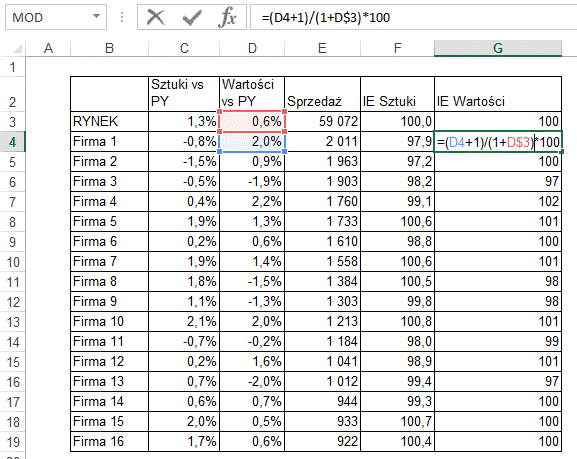 MOD =(D4+1)/(1+D$3)*100
A B C D E F G
1
2 Sztuki vs PY Wartości vs PY Sprzedaż IE Sztuki IE Wartości
3 RYNEK 1,3% 0,6% 59 072 100,0 100
4 Firma 1 -0,8% 2,0% 2 011 97,9 =(D4+1)/(1+D$3)*100
5 Firma 2 -1,5% 0,9% 1 963 97,2 100
6 Firma 3 -0,5% -1,9% 1 903 98,2 97
7 Firma 4 0,4% 2,2% 1 760 99,1 102
8 Firma 5 1,9% 1,3% 1 733 100,6 101
9 Firma 6 0,2% 0,6% 1 610 98,8 100
10 Firma 7 1,9% 1,4% 1 558 100,6 101
11 Firma 8 1,8% -1,5% 1 384 100,5 98
12 Firma 9 1,1% -1,3% 1 303 99,8 98
13 Firma 10 2,1% 2,0% 1 213 100,8 101
14 Firma 11 -0,7% -0,2% 1 184 98,0 99
15 Firma 12 0,2% 1,6% 1 041 98,9 101
16 Firma 13 0,7% -2,0% 1 012 99,4 97
17 Firma 14 0,6% 0,7% 944 99,3 100
18 Firma 15 2,0% 0,5% 933 100,7 100
19 Firma 16 1,7% 0,6% 922 100,4 100